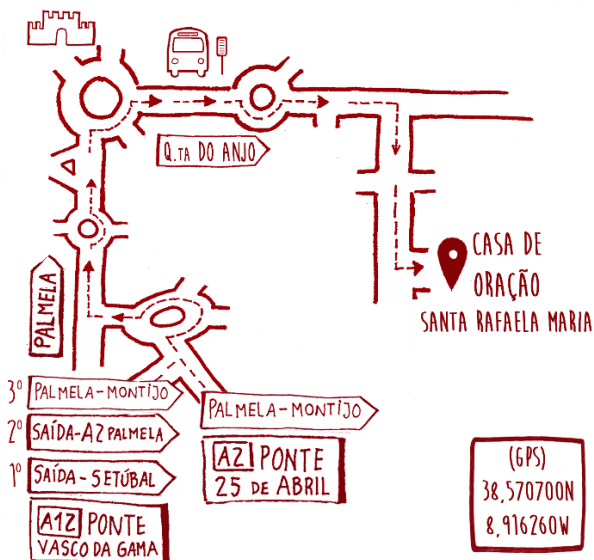 Q.TA DO ANJO
CASA DE
ORAÇÃO
SANTA RAFAELA MARIA
PALMELA
3º PALMELA-MONTIJO
2º SAÍDA-A2 PALMELA
1º SAÍDA-SETÚBAL
A12 PONTE
VASCO DA GAMA
PALMELA-MONTIJO
A2 PONTE
25 DE ABRIL
(GPS)
38,570700N
8,916260W